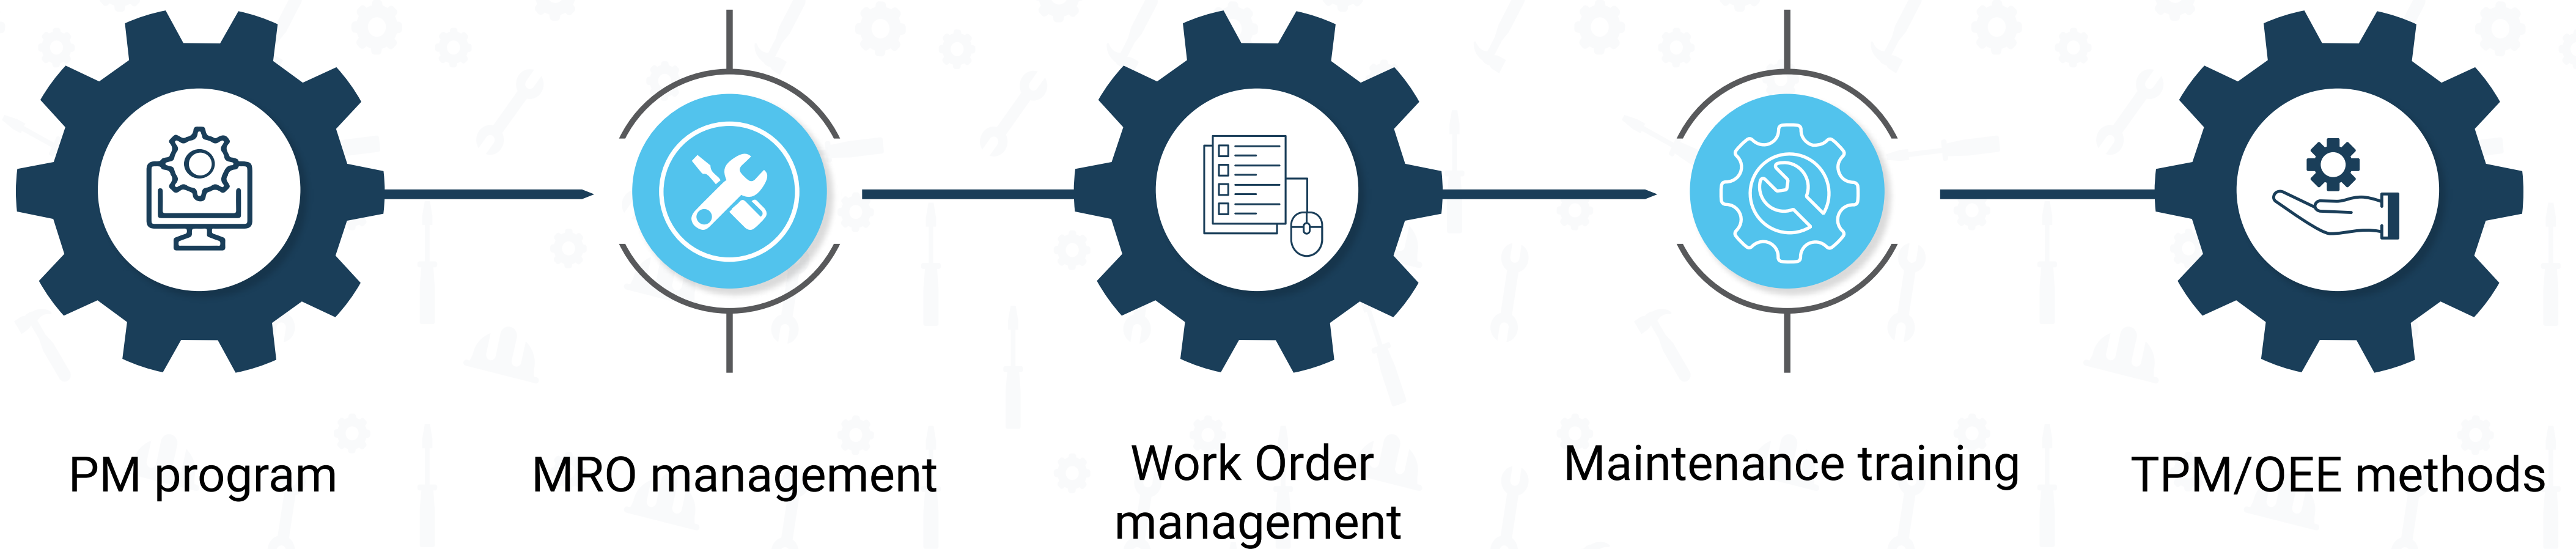 PM program
MRO management
Work Order
management
Maintenance training
TPM/OEE methods